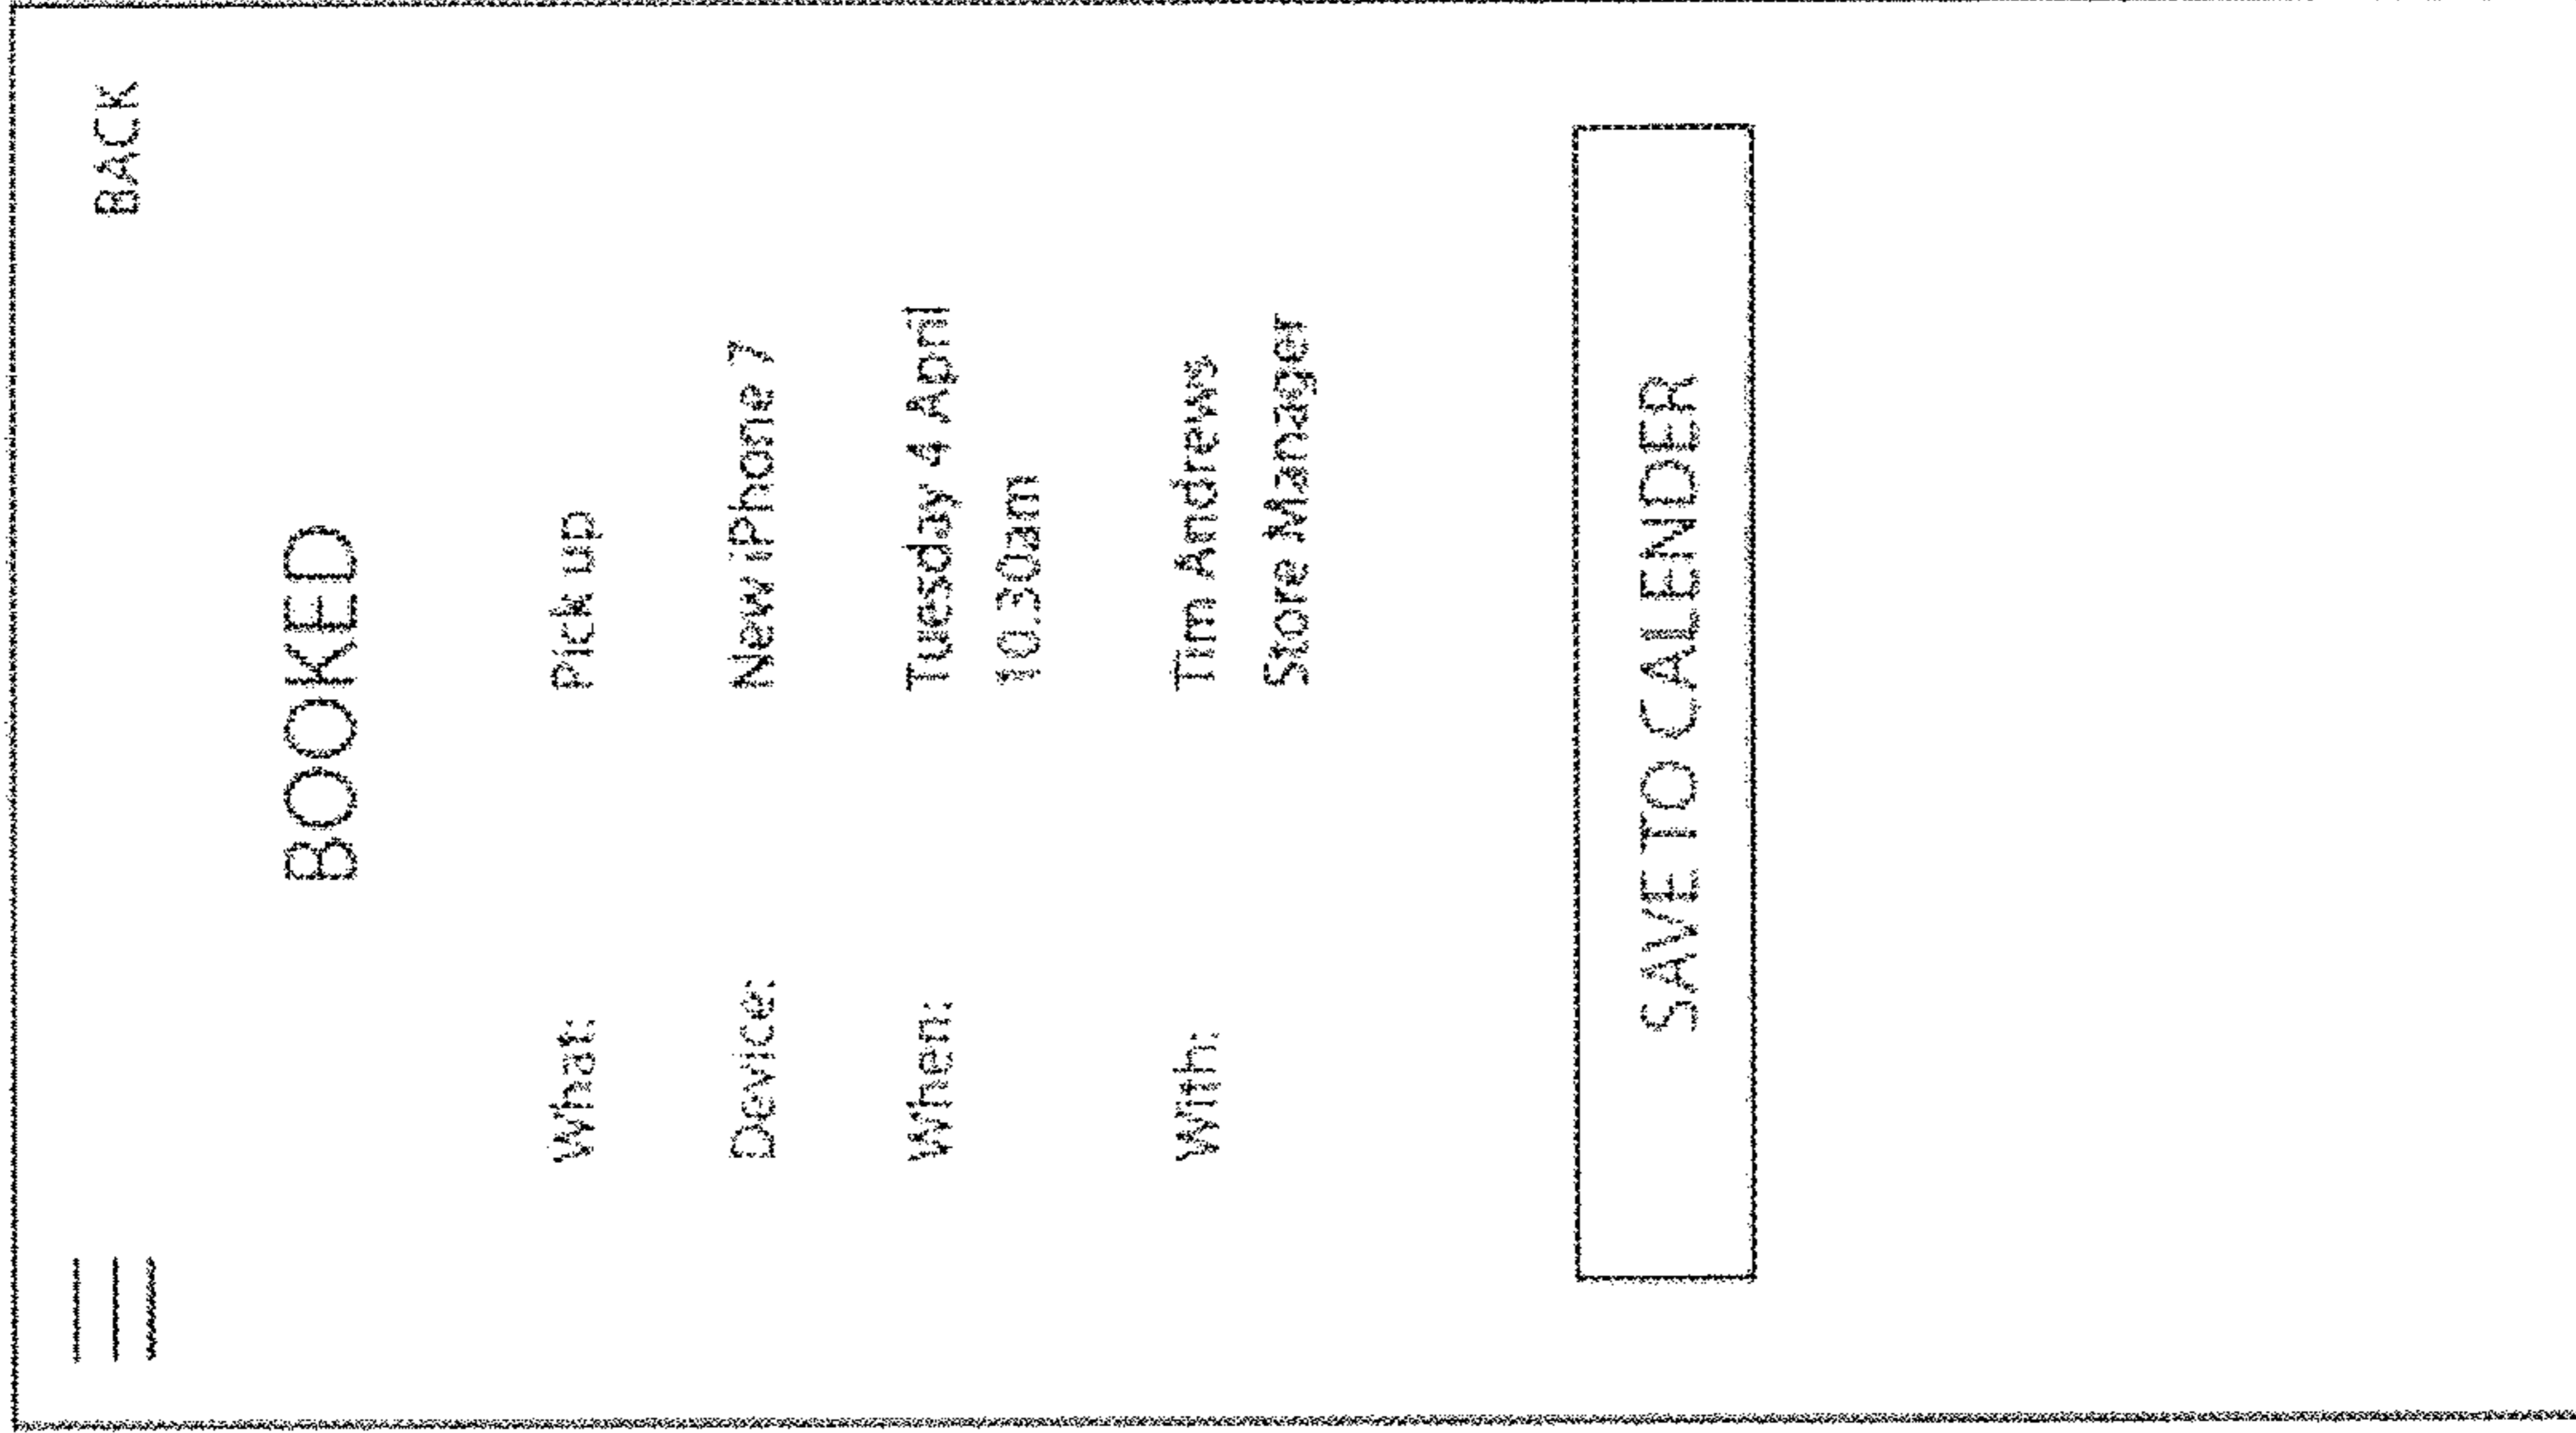 BACK
BOOKED
What: Pick up
Device: New iPhone 7
When: Tuesday 4 April
10.30am
With: Tim Andrews
Store Manager
SAVE TO CALENDER